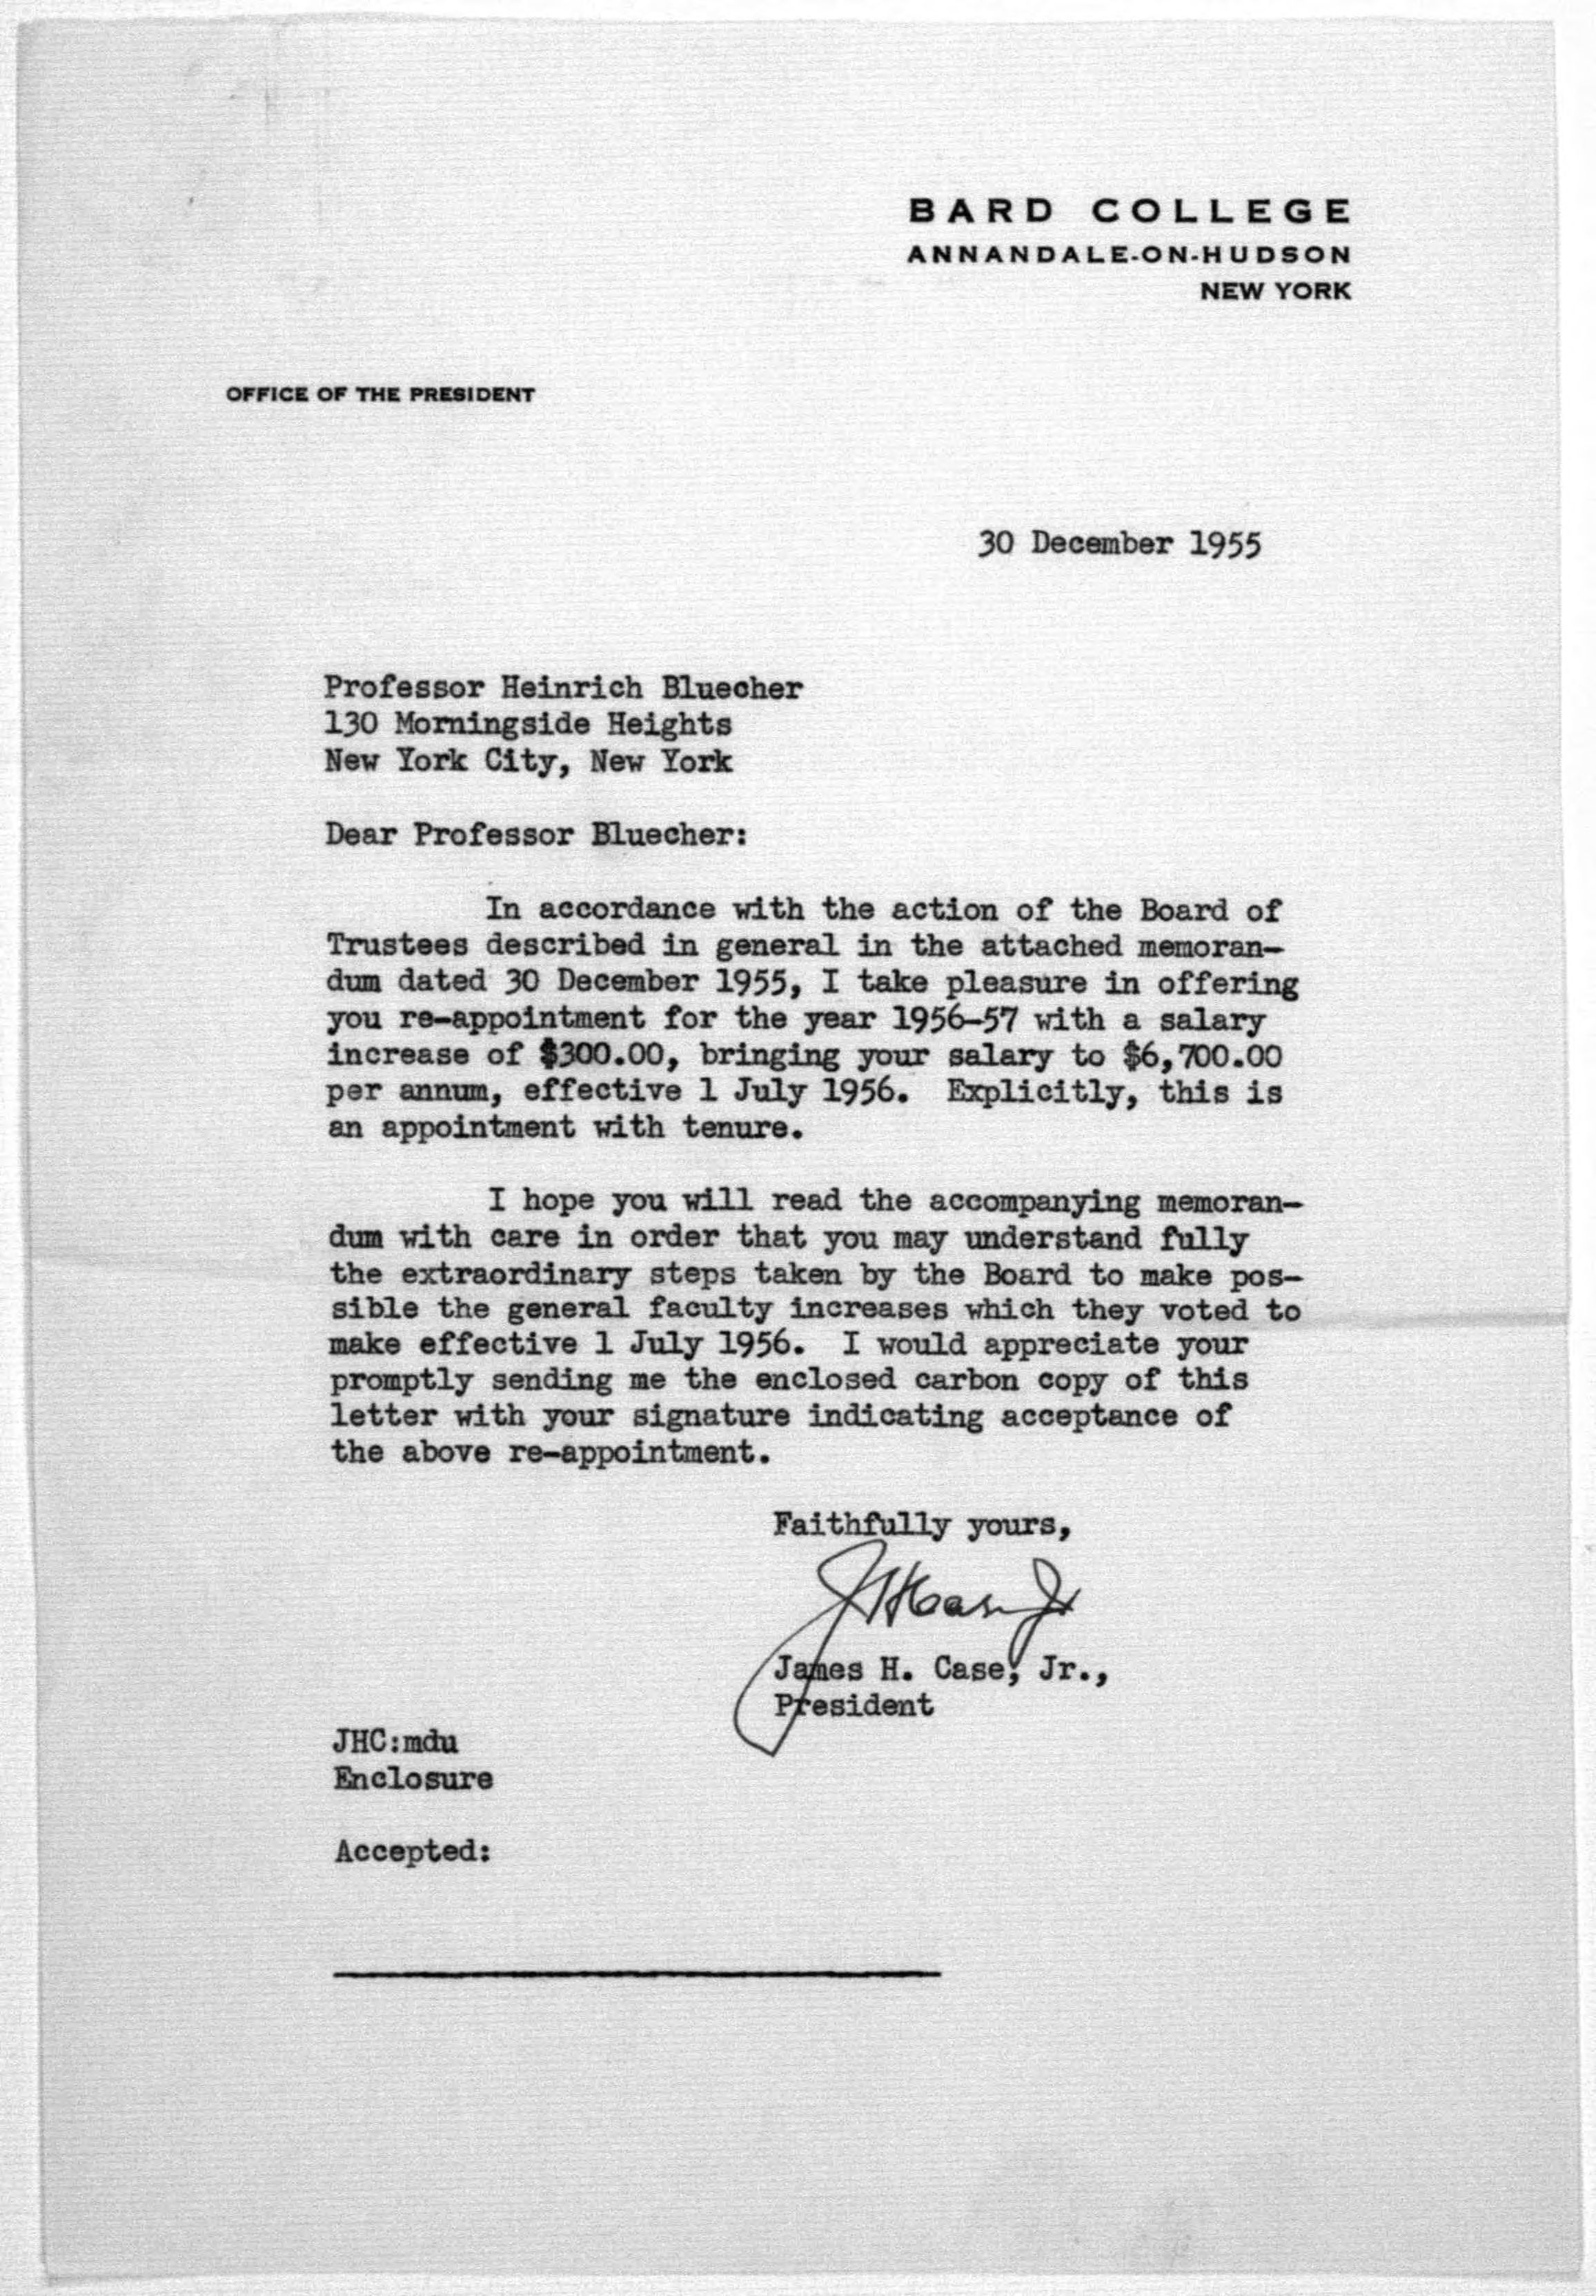 BARD COLLEGE
ANNANDALE-ON-HUDSON
NEW YORK
OFFICE OF THE PRESIDENT
30 December 1955
Professor Heinrich Bluecher
130 Morningside Heights
New York City, New York
Dear Professor Bluecher:
In accordance with the action of the Board of
Trustees described in general in the attached memoran-
dum dated 30 December 1955, I take pleasure in offering
you re-appointment for the year 1956-57 with a salary
increase of $300.00, bringing your salary to $6,700.00
per annum, effective 1 July 1956. Explicitly, this is
an appointment with tenure.
I hope you will read the accompanying memoran-
dum with care in order that you may understand fully
the extraordinary steps taken by the Board to make pos-
sible the general faculty increases which they voted to
make effective 1 July 1956. I would appreciate your
promptly sending me the enclosed carbon copy of this
letter with your signature indicating acceptance of
the above re-appointment.
Faithfully yours,
JHCase Jr
James H. Case, Jr.,
President
JHC:mdu
Enclosure
Accepted: